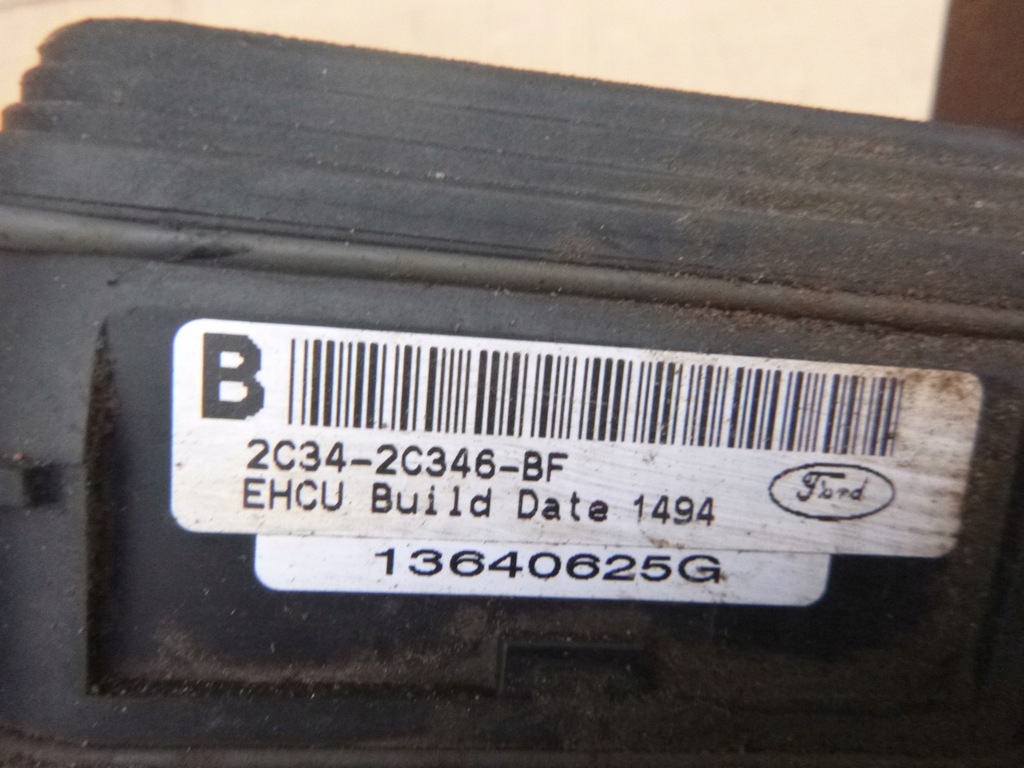 B
2C34-2C346-BF
EHCU Build Date 1494
Ford
13640625G